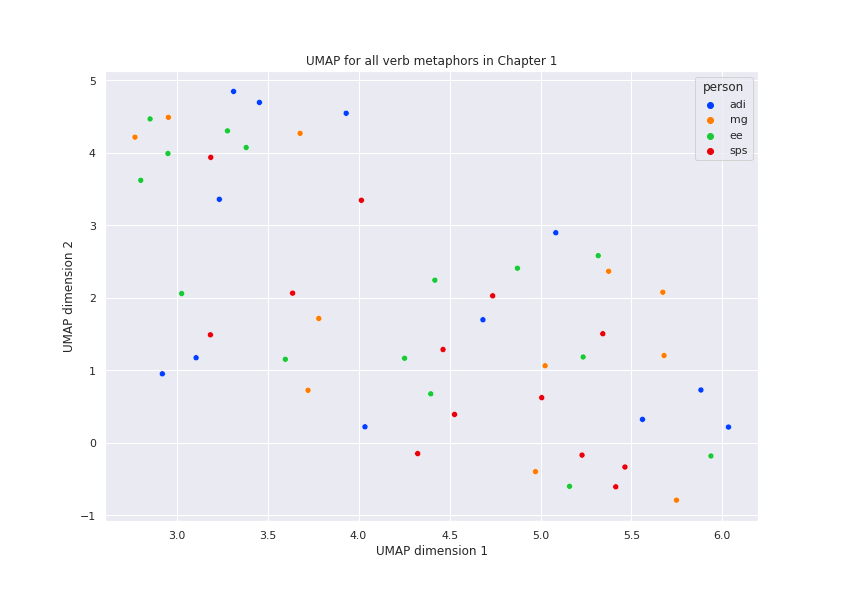 UMAP for all verb metaphors in Chapter 1
person
adi
mg
ee
sps
5
4
3
2
1
0
−1
UMAP dimension 2
3.0 3.5 4.0 4.5 5.0 5.5 6.0
UMAP dimension 1